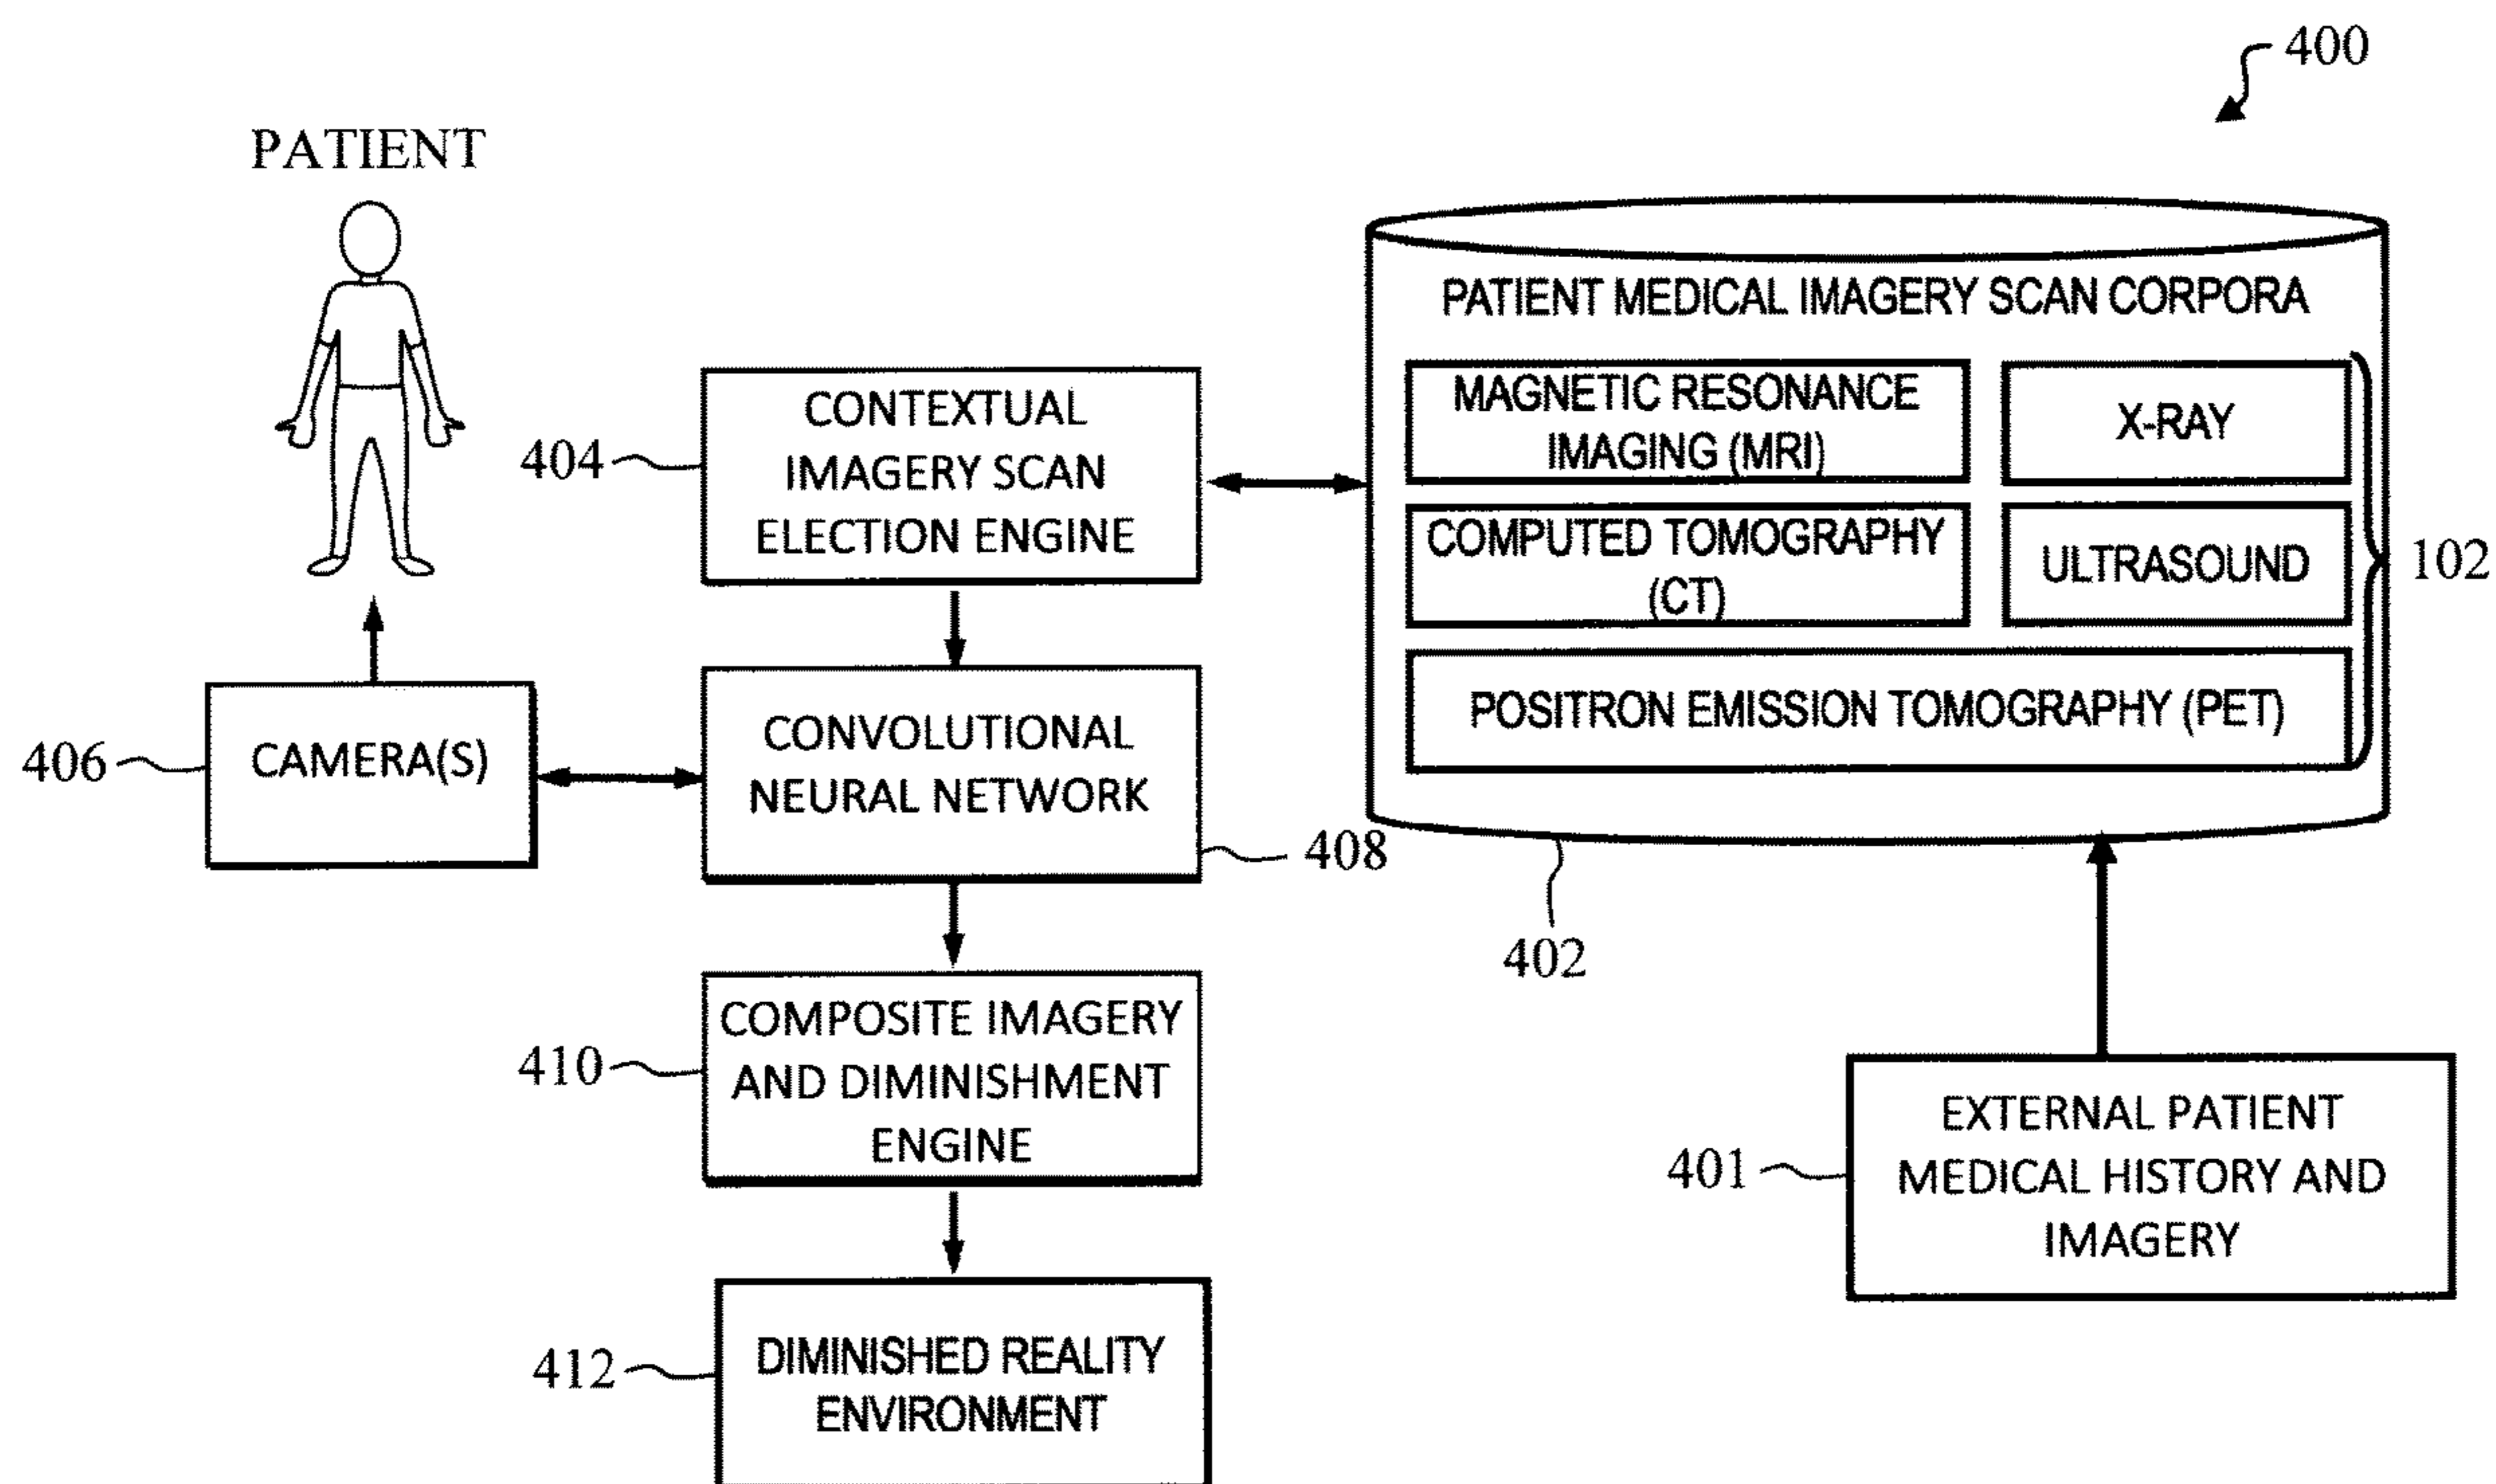 400
PATIENT
PATIENT MEDICAL IMAGERY SCAN CORPORA
MAGNETIC RESONANCE
IMAGING (MRI)
X-RAY
COMPUTED TOMOGRAPHY
(CT)
ULTRASOUND
POSITRON EMISSION TOMOGRAPHY (PET)
102
404
CONTEXTUAL
IMAGERY SCAN
ELECTION ENGINE
406
CAMERA(S)
CONVOLUTIONAL
NEURAL NETWORK
408
402
410
COMPOSITE IMAGERY
AND DIMINISHMENT
ENGINE
401
EXTERNAL PATIENT
MEDICAL HISTORY AND
IMAGERY
412
DIMINISHED REALITY
ENVIRONMENT